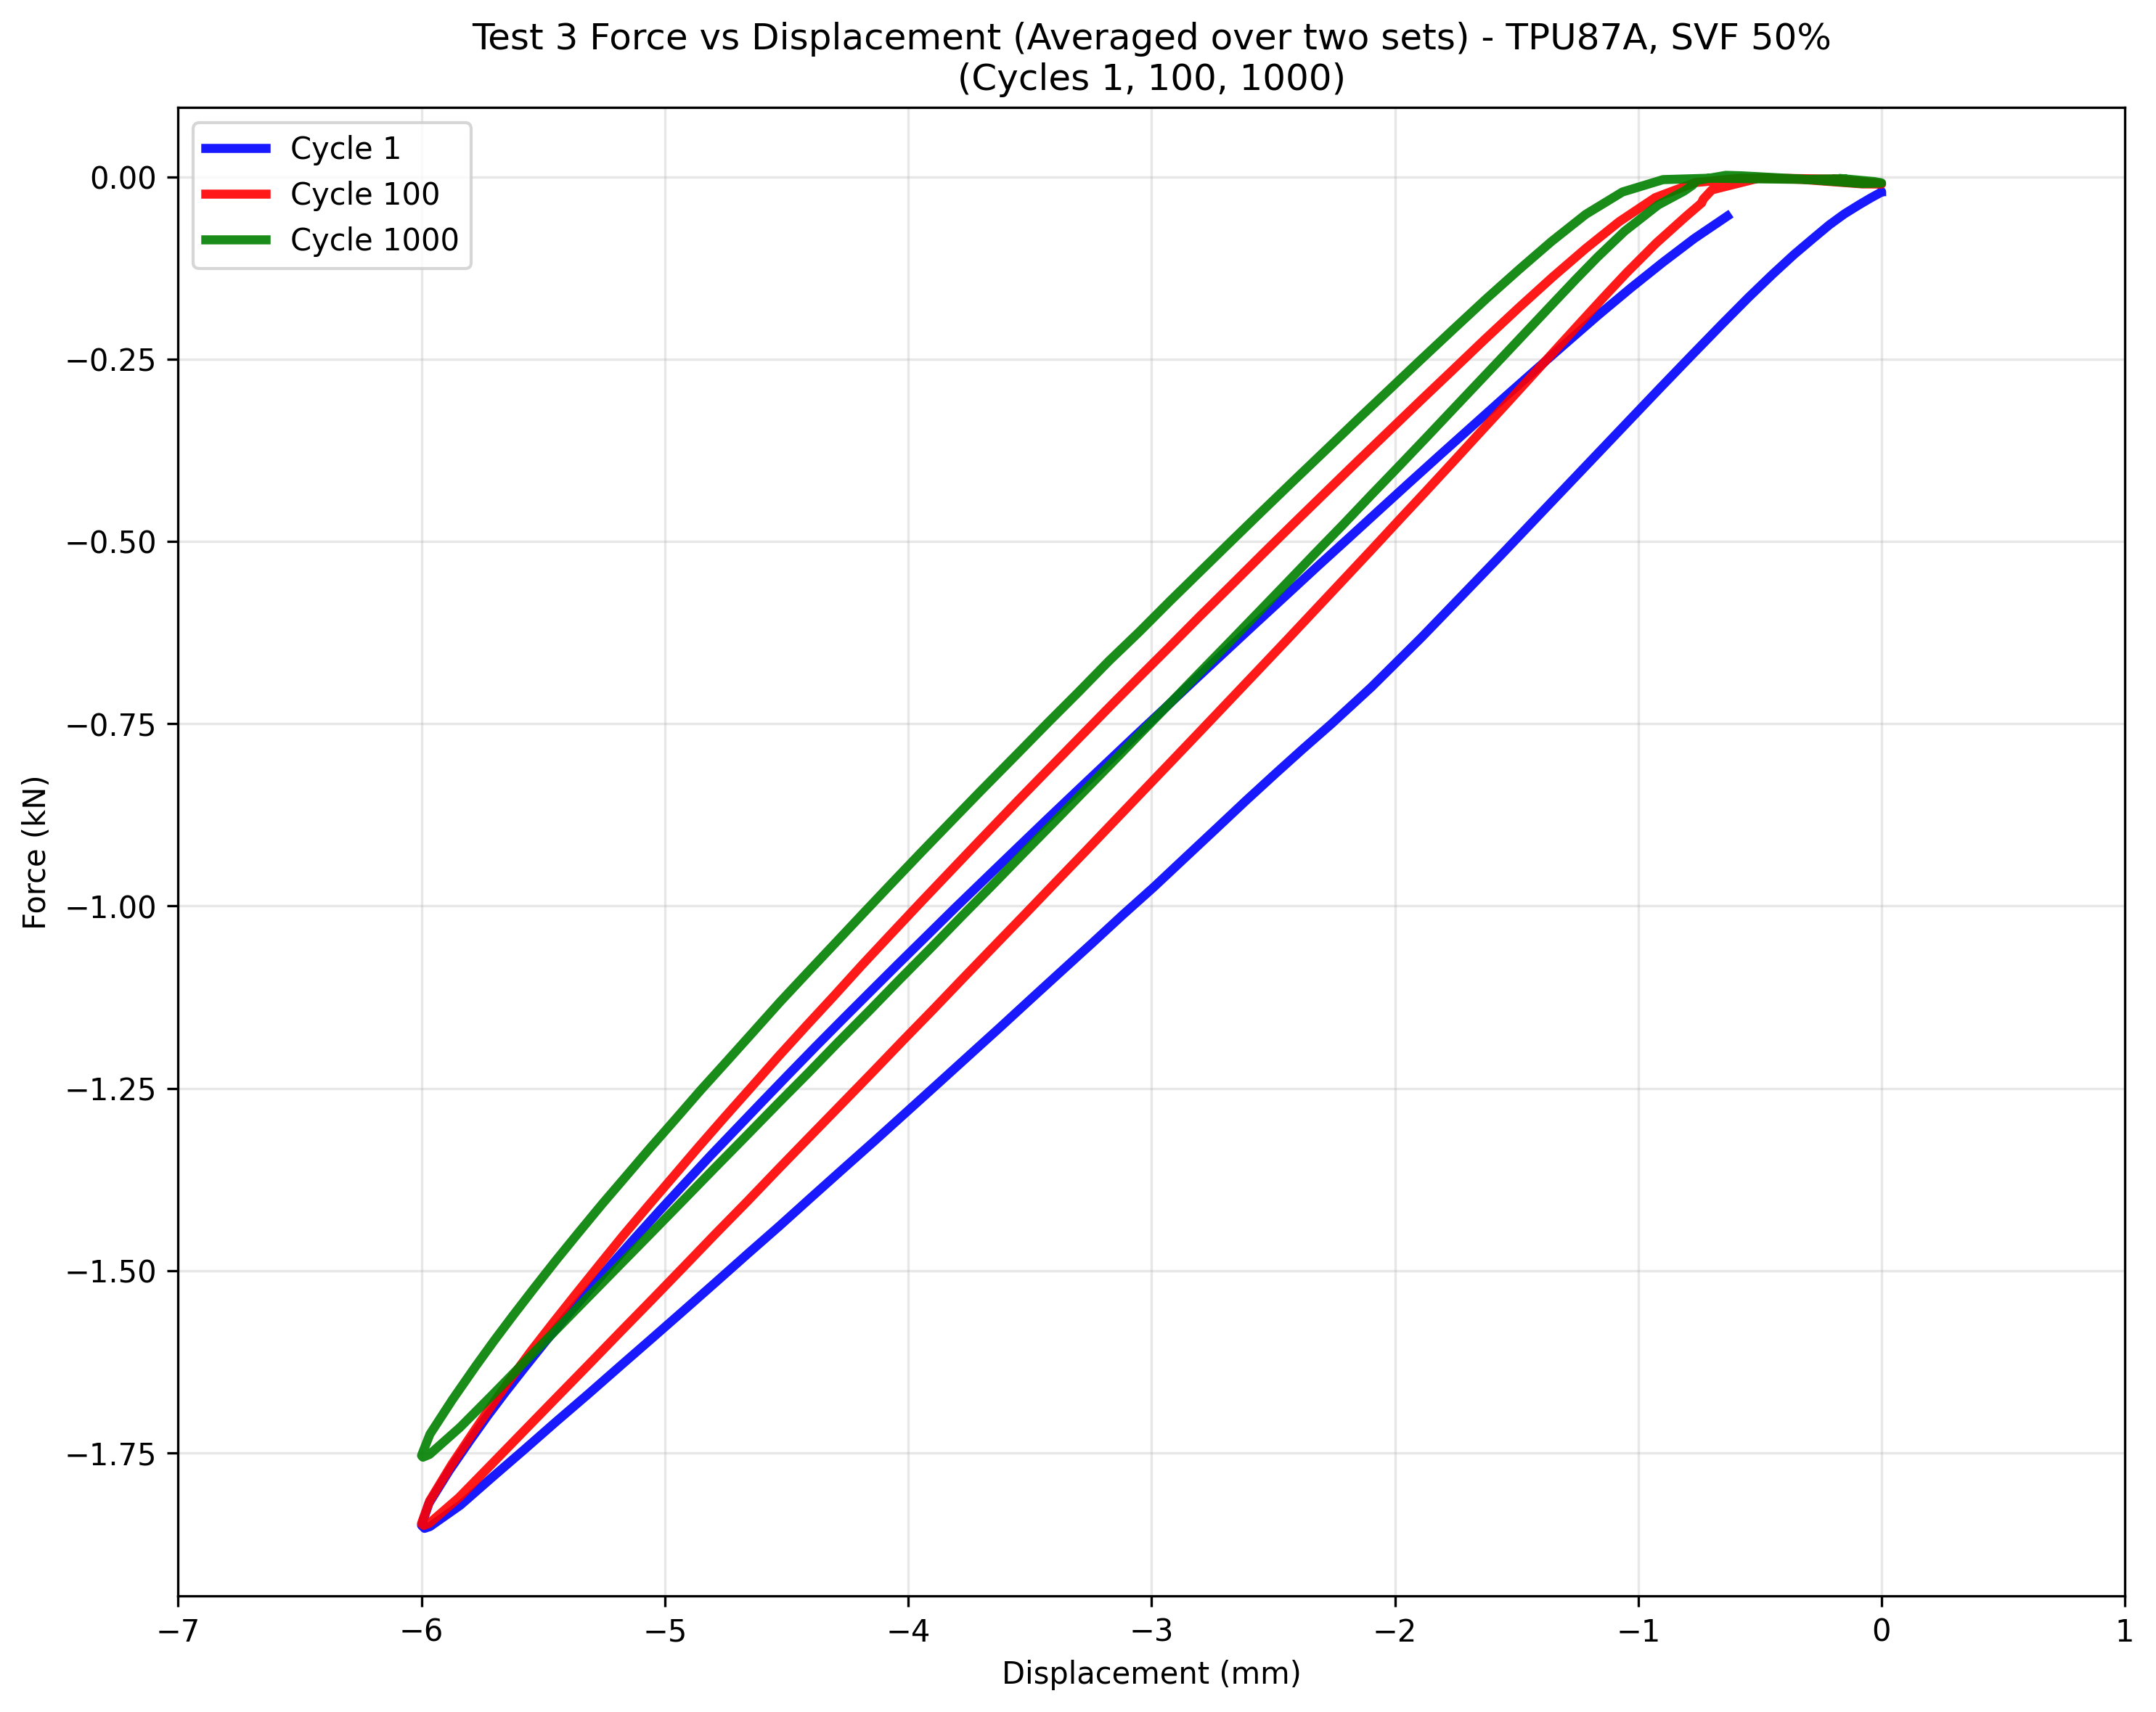 Test 3 Force vs Displacement (Averaged over two sets) - TPU87A, SVF 50%
(Cycles 1, 100, 1000)
Cycle 1
Cycle 100
Cycle 1000
0.00
−0.25
−0.50
−0.75
−1.00
−1.25
−1.50
−1.75
Force (kN)
−7 −6 −5 −4 −3 −2 −1 0 1
Displacement (mm)